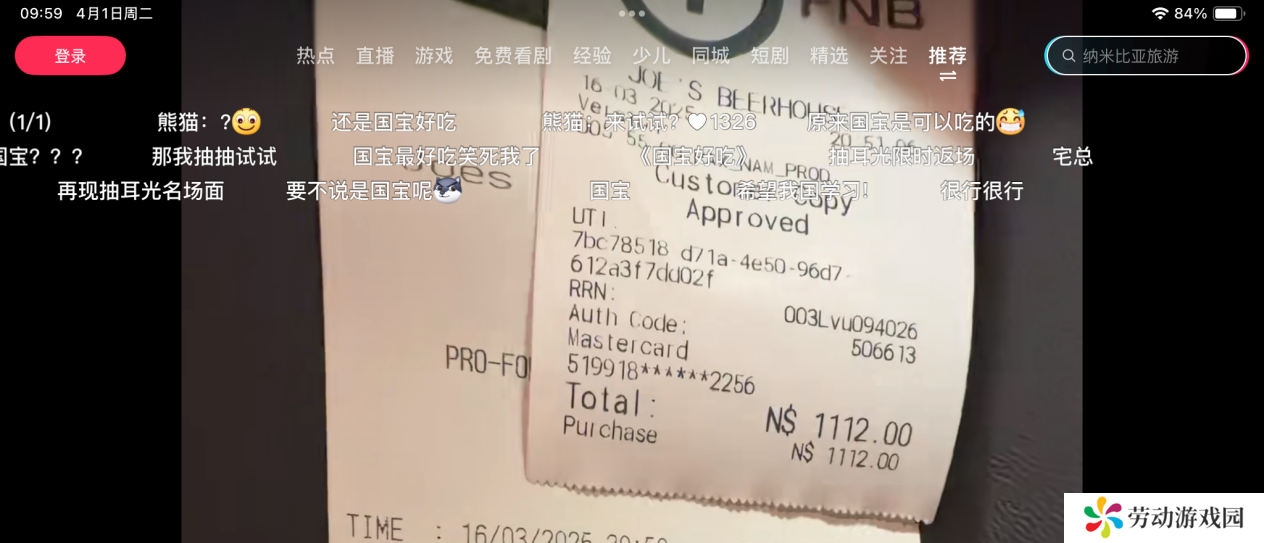 09:59 4月1日周二
84%
登录
热点 直播 游戏 免费看剧 经验 少儿 同城 短剧 精选 关注 推荐
纳米比亚旅游
FNB
JOE'S BEERHOUSE
(1/1) 熊猫：? 还是国宝好吃 熊猫：来试试? 1326 原来国宝是可以吃的
国宝？？？ 那我抽抽试试 国宝最好吃笑死我了 《国宝好吃》 抽耳光限时返场 宅总
再现抽耳光名场面 要不说是国宝呢 国宝 希望我国学习! 很行很行
Customer Copy
Approved
UTI:
7bc78518-d71a-4e50-96d7-
612a3f7dd02f
RRN: 003Lvu094026
Auth Code: 506613
Mastercard
519918******2256
Total: N$ 1112.00
Purchase N$ 1112.00
PRO-FO
TIME : 16/03/2025
劳动游戏园